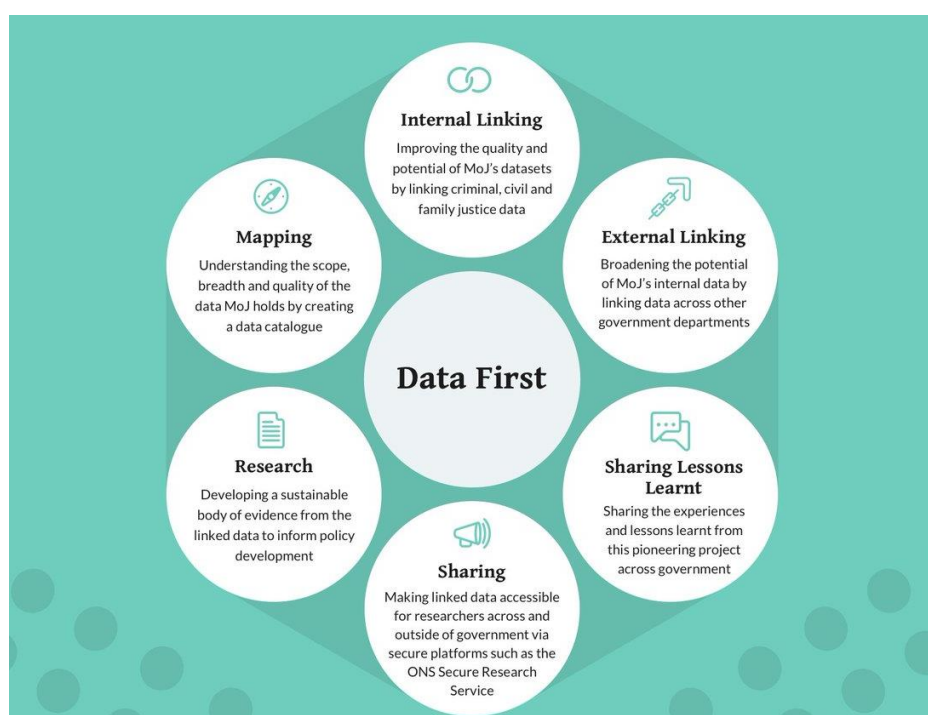 Internal Linking
Improving the quality and
potential of MoJ's datasets
by linking criminal, civil and
family justice data
Mapping
Understanding the scope,
breadth and quality of the
data MoJ holds by creating
a data catalogue
External Linking
Broadening the potential
of MoJ's internal data by
linking data across other
government departments
Data First
Research
Developing a sustainable
body of evidence from the
linked data to inform policy
development
Sharing Lessons
Learnt
Sharing the experiences
and lessons learnt from
this pioneering project
across government
Sharing
Making linked data accessible
for researchers across and
outside of government via
secure platforms such as the
ONS Secure Research
Service